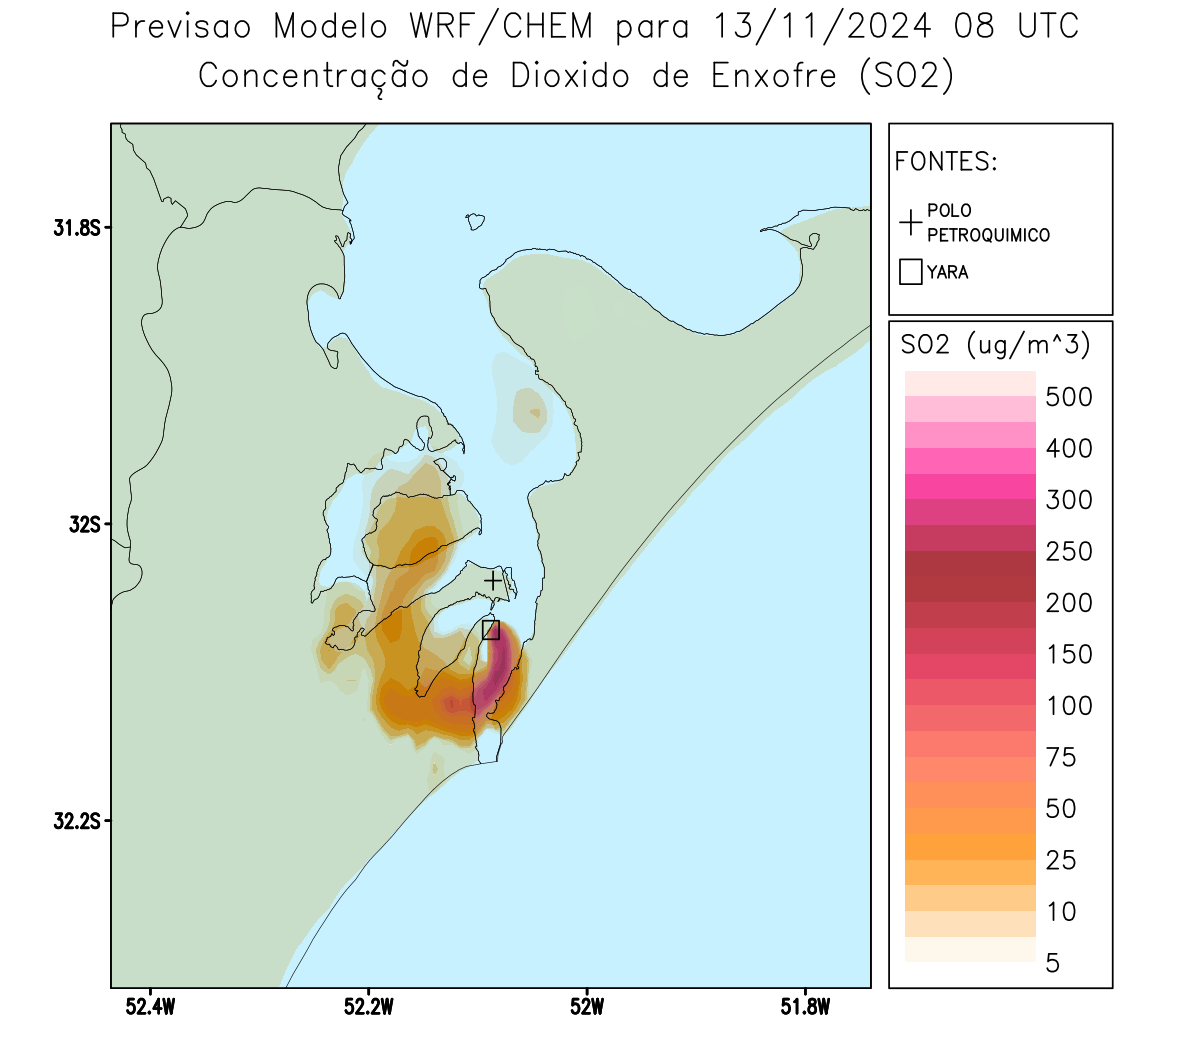 Previsao Modelo WRF/CHEM para 13/11/2024 08 UTC
Concentração de Dioxido de Enxofre (SO2)
FONTES:
POLO
PETROQUIMICO
YARA
SO2 (ug/m^3)
500
400
300
250
200
150
100
75
50
25
10
5
31.8S
32S
32.2S
52.4W
52.2W
52W
51.8W